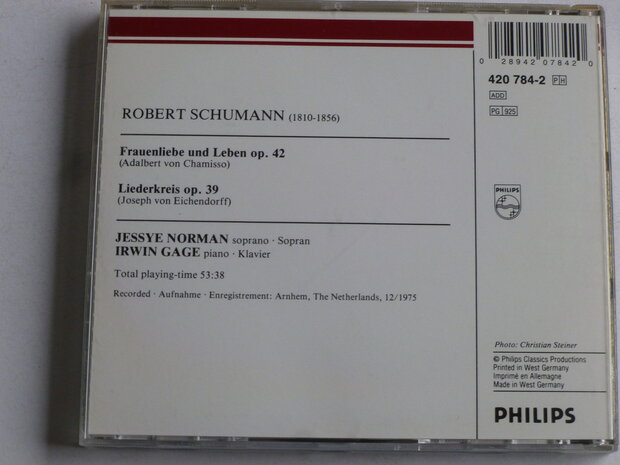 ROBERT SCHUMANN (1810-1856)
Frauenliebe und Leben op. 42
(Adalbert von Chamisso)
Liederkreis op. 39
(Joseph von Eichendorff)
JESSYE NORMAN soprano · Sopran
IRWIN GAGE piano · Klavier
Total playing-time 53:38
Recorded · Aufnahme · Enregistrement: Arnhem, The Netherlands, 12/1975
0 28942 07842 0
420 784-2 PH
ADD
PG 925
PHILIPS
Photo: Christian Steiner
℗ Philips Classics Productions
Printed in West Germany
Imprimé en Allemagne
Made in West Germany
PHILIPS